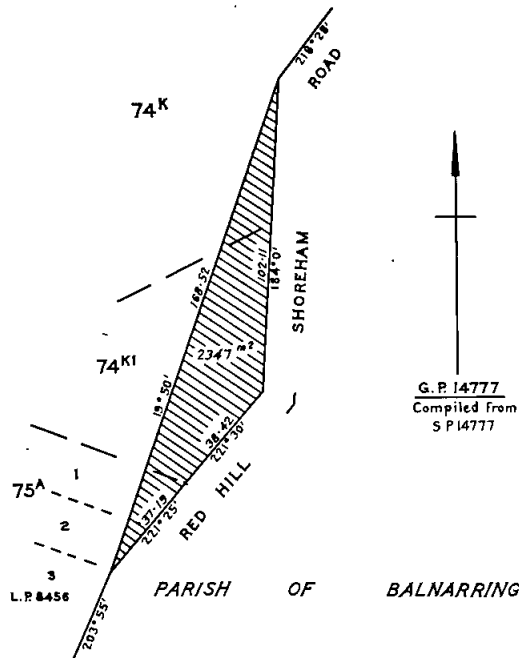 218°28'
ROAD
74K
SHOREHAM
102·11
184°0'
168·52
19°50'
2347 m2
74K1
G.P. 14777
Compiled from
S P 14777
38·42
221°30'
RED HILL
37·19
221°25'
75A
1
2
3
L.P. 8456
PARISH OF BALNARRING
203°55'